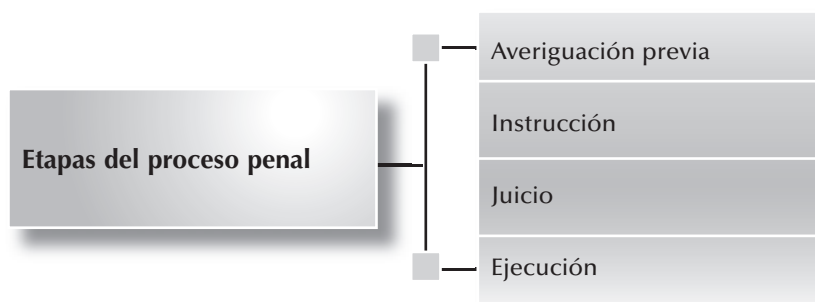 Etapas del proceso penal
Averiguación previa
Instrucción
Juicio
Ejecución